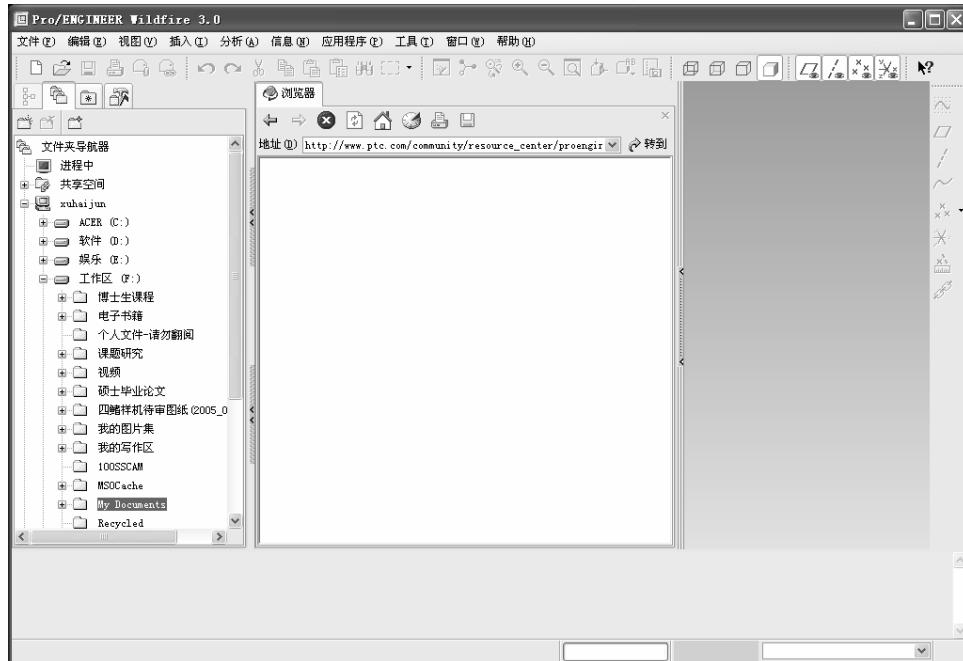 Pro/ENGINEER Wildfire 3.0
文件(F) 编辑(E) 视图(V) 插入(I) 分析(A) 信息(N) 应用程序(P) 工具(T) 窗口(W) 帮助(H)
浏览器
地址(D) http://www.ptc.com/community/resource_center/proengir 转到
文件夹导航器
进程中
共享空间
xuhaijun
ACER (C:)
软件 (D:)
娱乐 (E:)
工作区 (F:)
博士生课程
电子书籍
个人文件-请勿翻阅
课题研究
视频
硕士毕业论文
四鳍样机待审图纸(2005_0
我的图片集
我的写作区
100SSCAM
MSOCache
My Documents
Recycled